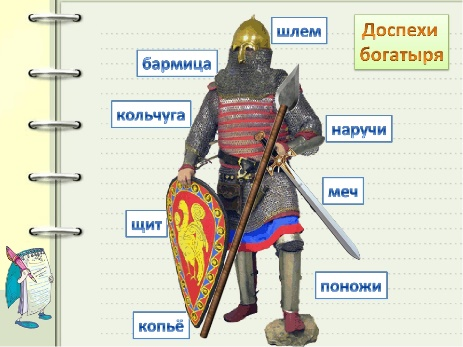 Доспехи
богатыря
шлем
бармица
кольчуга
наручи
меч
щит
поножи
копьё